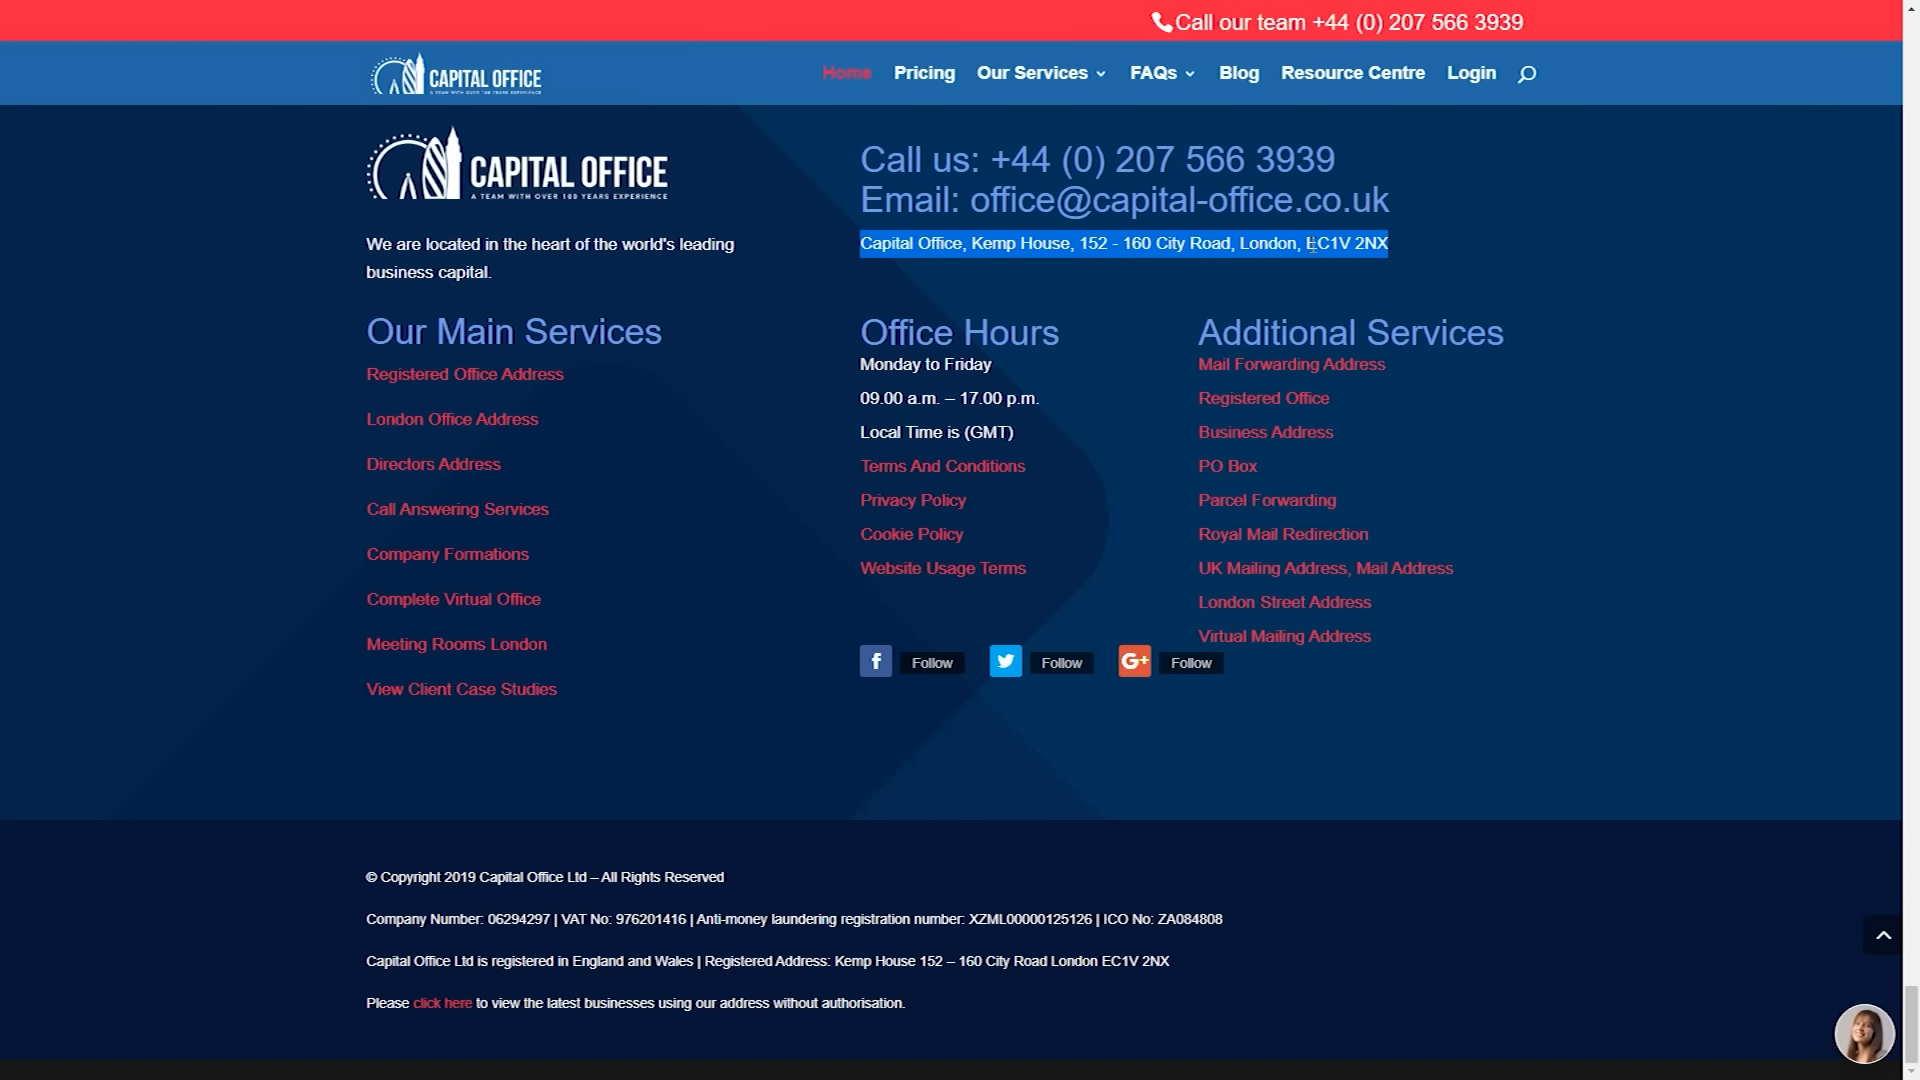 Call our team +44 (0) 207 566 3939
CAPITAL OFFICE
A TEAM WITH OVER 100 YEARS EXPERIENCE
Home Pricing Our Services FAQs Blog Resource Centre Login
CAPITAL OFFICE
A TEAM WITH OVER 100 YEARS EXPERIENCE
We are located in the heart of the world's leading
business capital.
Call us: +44 (0) 207 566 3939
Email: office@capital-office.co.uk
Capital Office, Kemp House, 152 - 160 City Road, London, EC1V 2NX
Our Main Services
Registered Office Address
London Office Address
Directors Address
Call Answering Services
Company Formations
Complete Virtual Office
Meeting Rooms London
View Client Case Studies
Office Hours
Monday to Friday
09.00 a.m. – 17.00 p.m.
Local Time is (GMT)
Terms And Conditions
Privacy Policy
Cookie Policy
Website Usage Terms
Additional Services
Mail Forwarding Address
Registered Office
Business Address
PO Box
Parcel Forwarding
Royal Mail Redirection
UK Mailing Address, Mail Address
London Street Address
Virtual Mailing Address
f Follow Follow G+ Follow
© Copyright 2019 Capital Office Ltd – All Rights Reserved
Company Number: 06294297 | VAT No: 976201416 | Anti-money laundering registration number: XZML00000125126 | ICO No: ZA084808
Capital Office Ltd is registered in England and Wales | Registered Address: Kemp House 152 – 160 City Road London EC1V 2NX
Please click here to view the latest businesses using our address without authorisation.